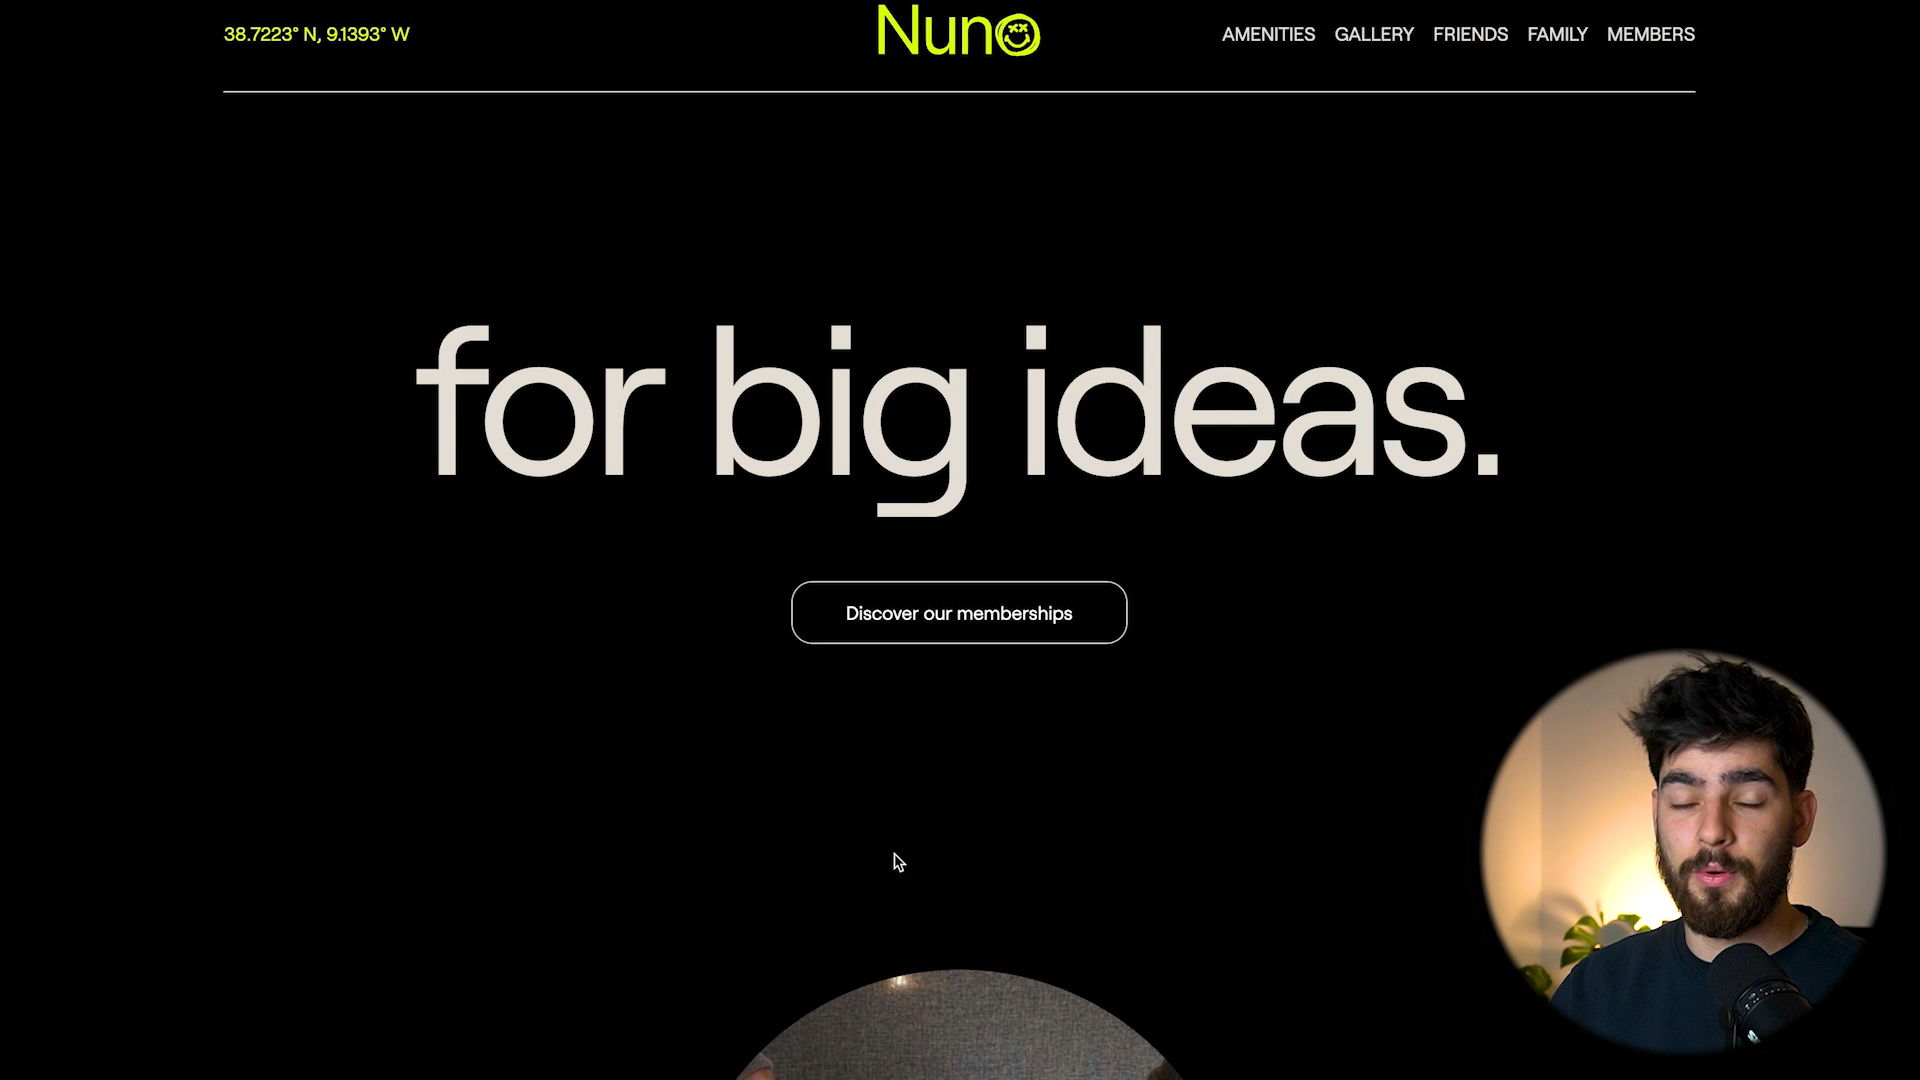 38.7223° N, 9.1393° W
Nuno
AMENITIES GALLERY FRIENDS FAMILY MEMBERS
for big ideas.
Discover our memberships